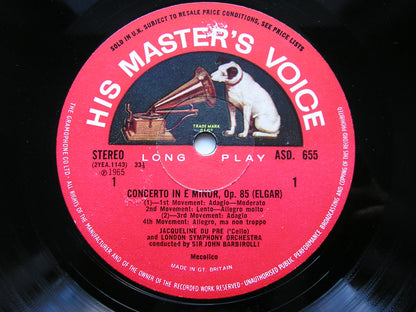 SOLD IN U.K. SUBJECT TO RESALE PRICE CONDITIONS, SEE PRICE LISTS
HIS MASTER'S VOICE
TRADE MARK
STEREO
(2YEA.1143) 33⅓
℗1965
1
LONG PLAY
ASD. 655
1
CONCERTO IN E MINOR, Op. 85 (ELGAR)
(1)—1st Movement: Adagio—Moderato
2nd Movement: Lento—Allegro molto
(2)—3rd Movement: Adagio
4th Movement: Allegro, ma non troppo
JACQUELINE DU PRE ('Cello)
and LONDON SYMPHONY ORCHESTRA
conducted by SIR JOHN BARBIROLLI
Mecolico
MADE IN GT. BRITAIN
THE GRAMOPHONE CO. LTD. ALL RIGHTS OF THE MANUFACTURER AND OF THE OWNER OF THE RECORDED WORK RESERVED. UNAUTHORISED PUBLIC PERFORMANCE, BROADCASTING AND COPYING OF THIS RECORD PROHIBITED